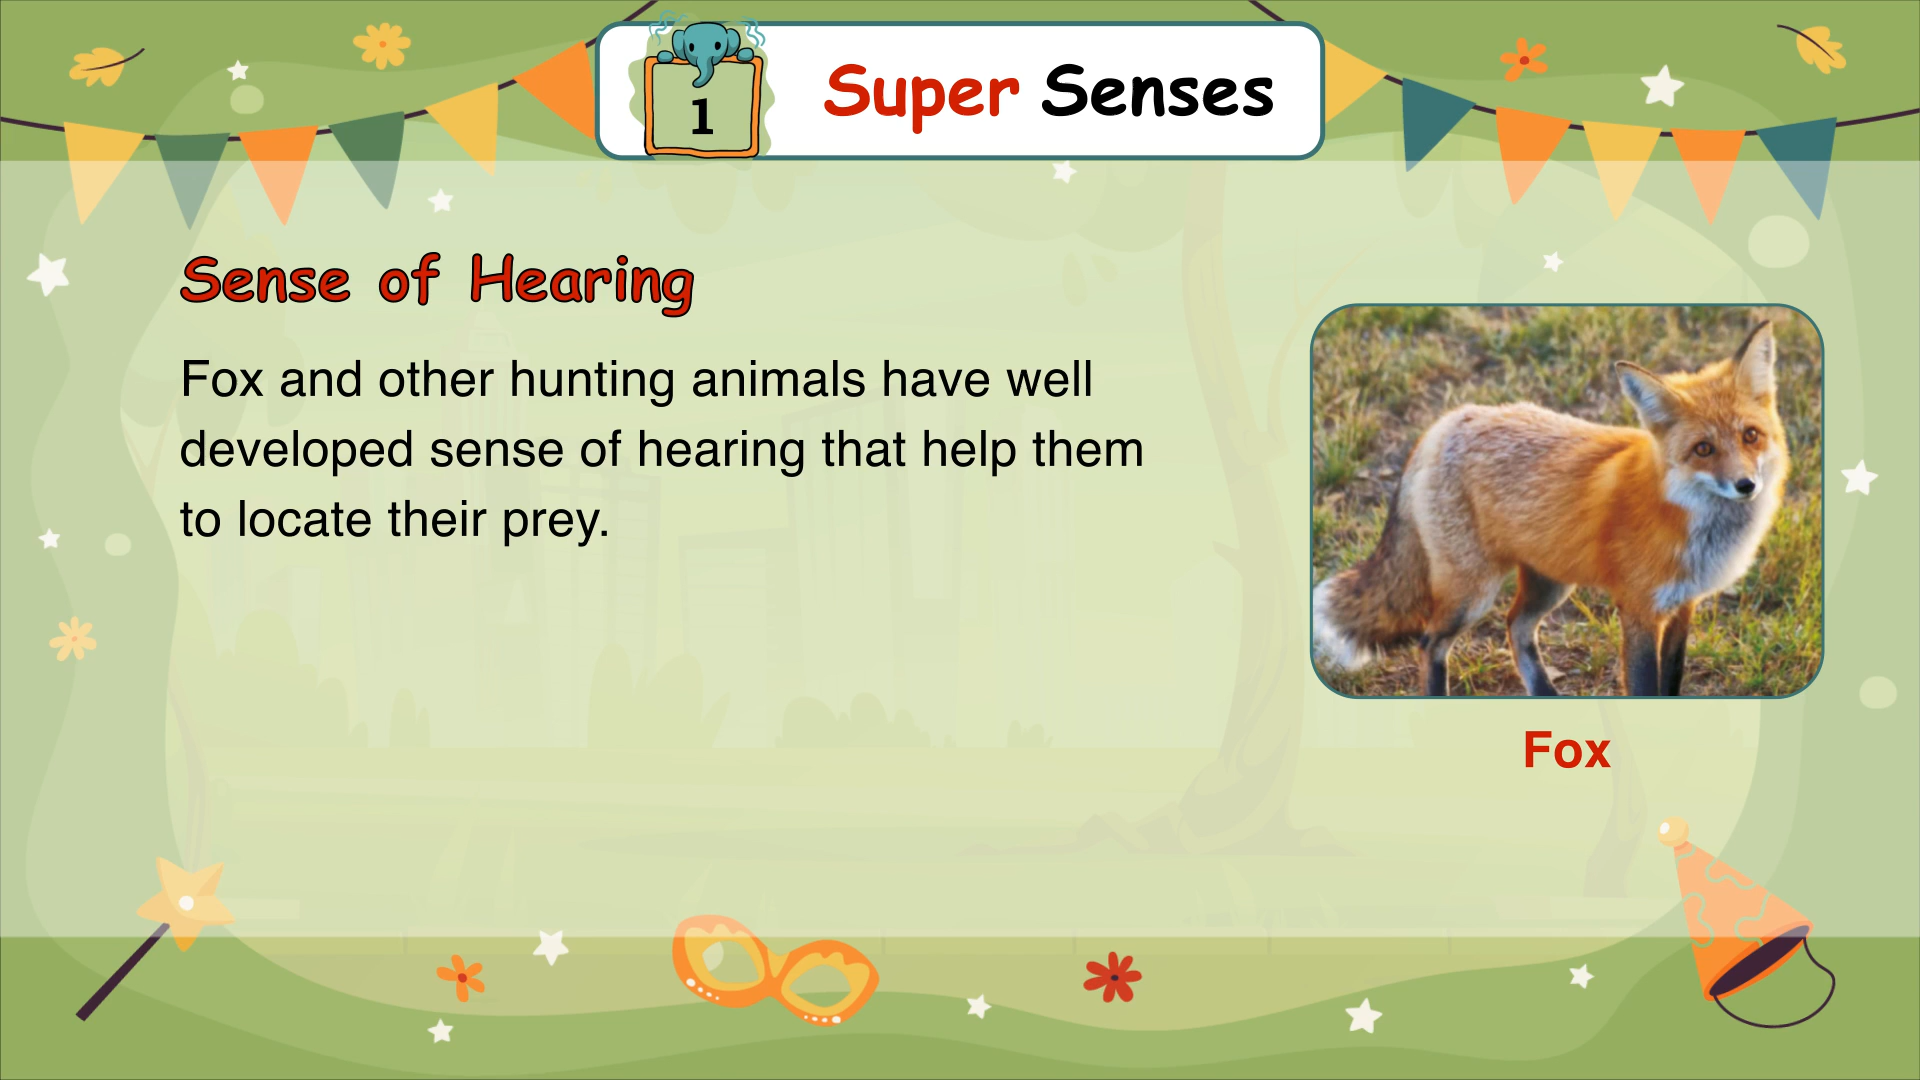 1
Super Senses
Sense of Hearing
Fox and other hunting animals have well
developed sense of hearing that help them
to locate their prey.
Fox